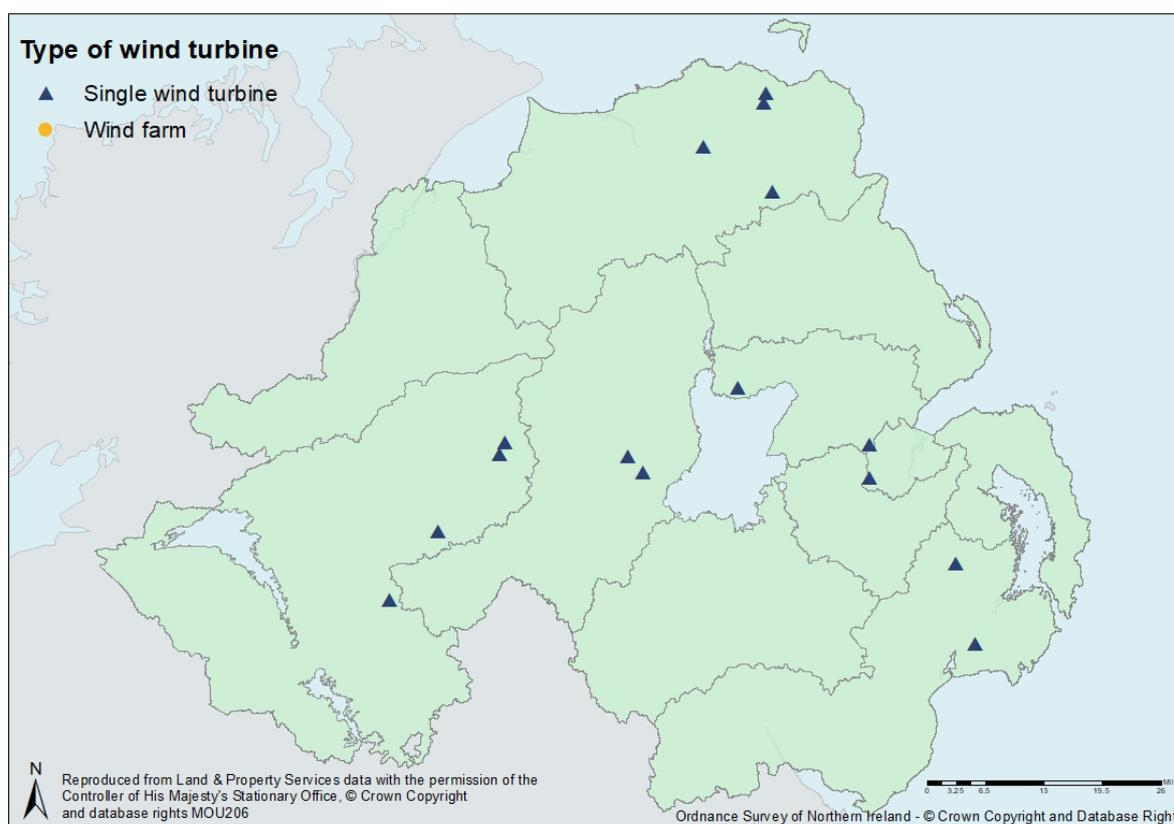 Type of wind turbine
Single wind turbine
Wind farm
N
Reproduced from Land & Property Services data with the permission of the
Controller of His Majesty's Stationary Office, © Crown Copyright
and database rights MOU206
0 3.25 6.5 13 19.5 26
Ordnance Survey of Northern Ireland - © Crown Copyright and Database Right